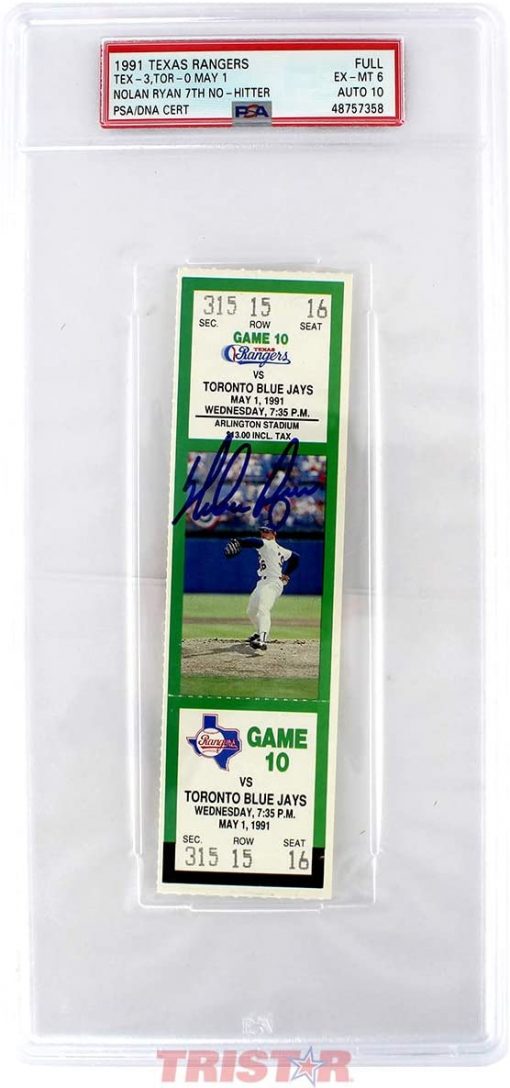 1991 TEXAS RANGERS FULL
TEX-3,TOR-0 MAY 1 EX-MT 6
NOLAN RYAN 7TH NO-HITTER AUTO 10
PSA/DNA CERT PSA 48757358
315 15 16
SEC. ROW SEAT
GAME 10
TEXAS
Rangers
VS
TORONTO BLUE JAYS
MAY 1, 1991
WEDNESDAY, 7:35 P.M.
ARLINGTON STADIUM
$13.00 INCL. TAX
Nolan Ryan
Rangers
GAME
10
VS
TORONTO BLUE JAYS
WEDNESDAY, 7:35 P.M.
MAY 1, 1991
SEC. ROW SEAT
315 15 16
TRISTAR